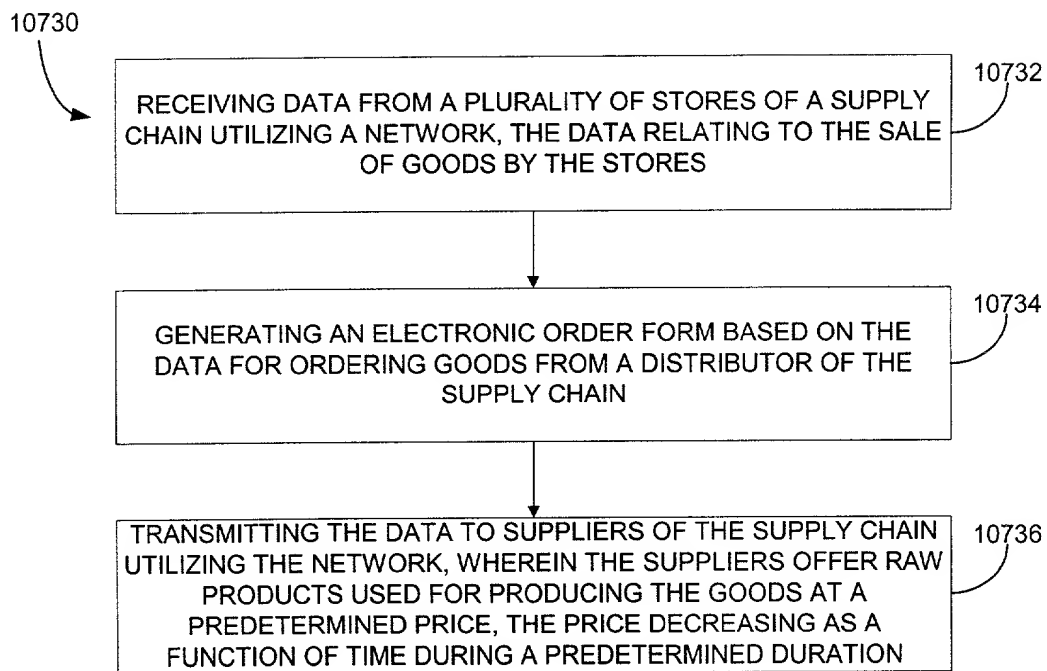 10730
10732
RECEIVING DATA FROM A PLURALITY OF STORES OF A SUPPLY
CHAIN UTILIZING A NETWORK, THE DATA RELATING TO THE SALE
OF GOODS BY THE STORES
10734
GENERATING AN ELECTRONIC ORDER FORM BASED ON THE
DATA FOR ORDERING GOODS FROM A DISTRIBUTOR OF THE
SUPPLY CHAIN
10736
TRANSMITTING THE DATA TO SUPPLIERS OF THE SUPPLY CHAIN
UTILIZING THE NETWORK, WHEREIN THE SUPPLIERS OFFER RAW
PRODUCTS USED FOR PRODUCING THE GOODS AT A
PREDETERMINED PRICE, THE PRICE DECREASING AS A
FUNCTION OF TIME DURING A PREDETERMINED DURATION